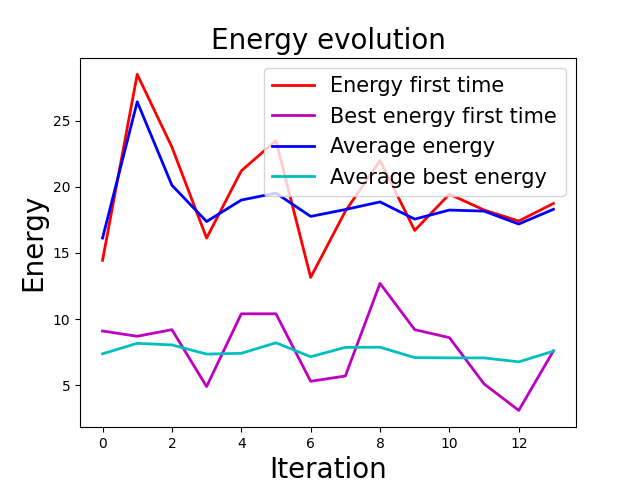 Energy evolution
Energy first time
Best energy first time
Average energy
Average best energy
Energy
25
20
15
10
5
0 2 4 6 8 10 12
Iteration